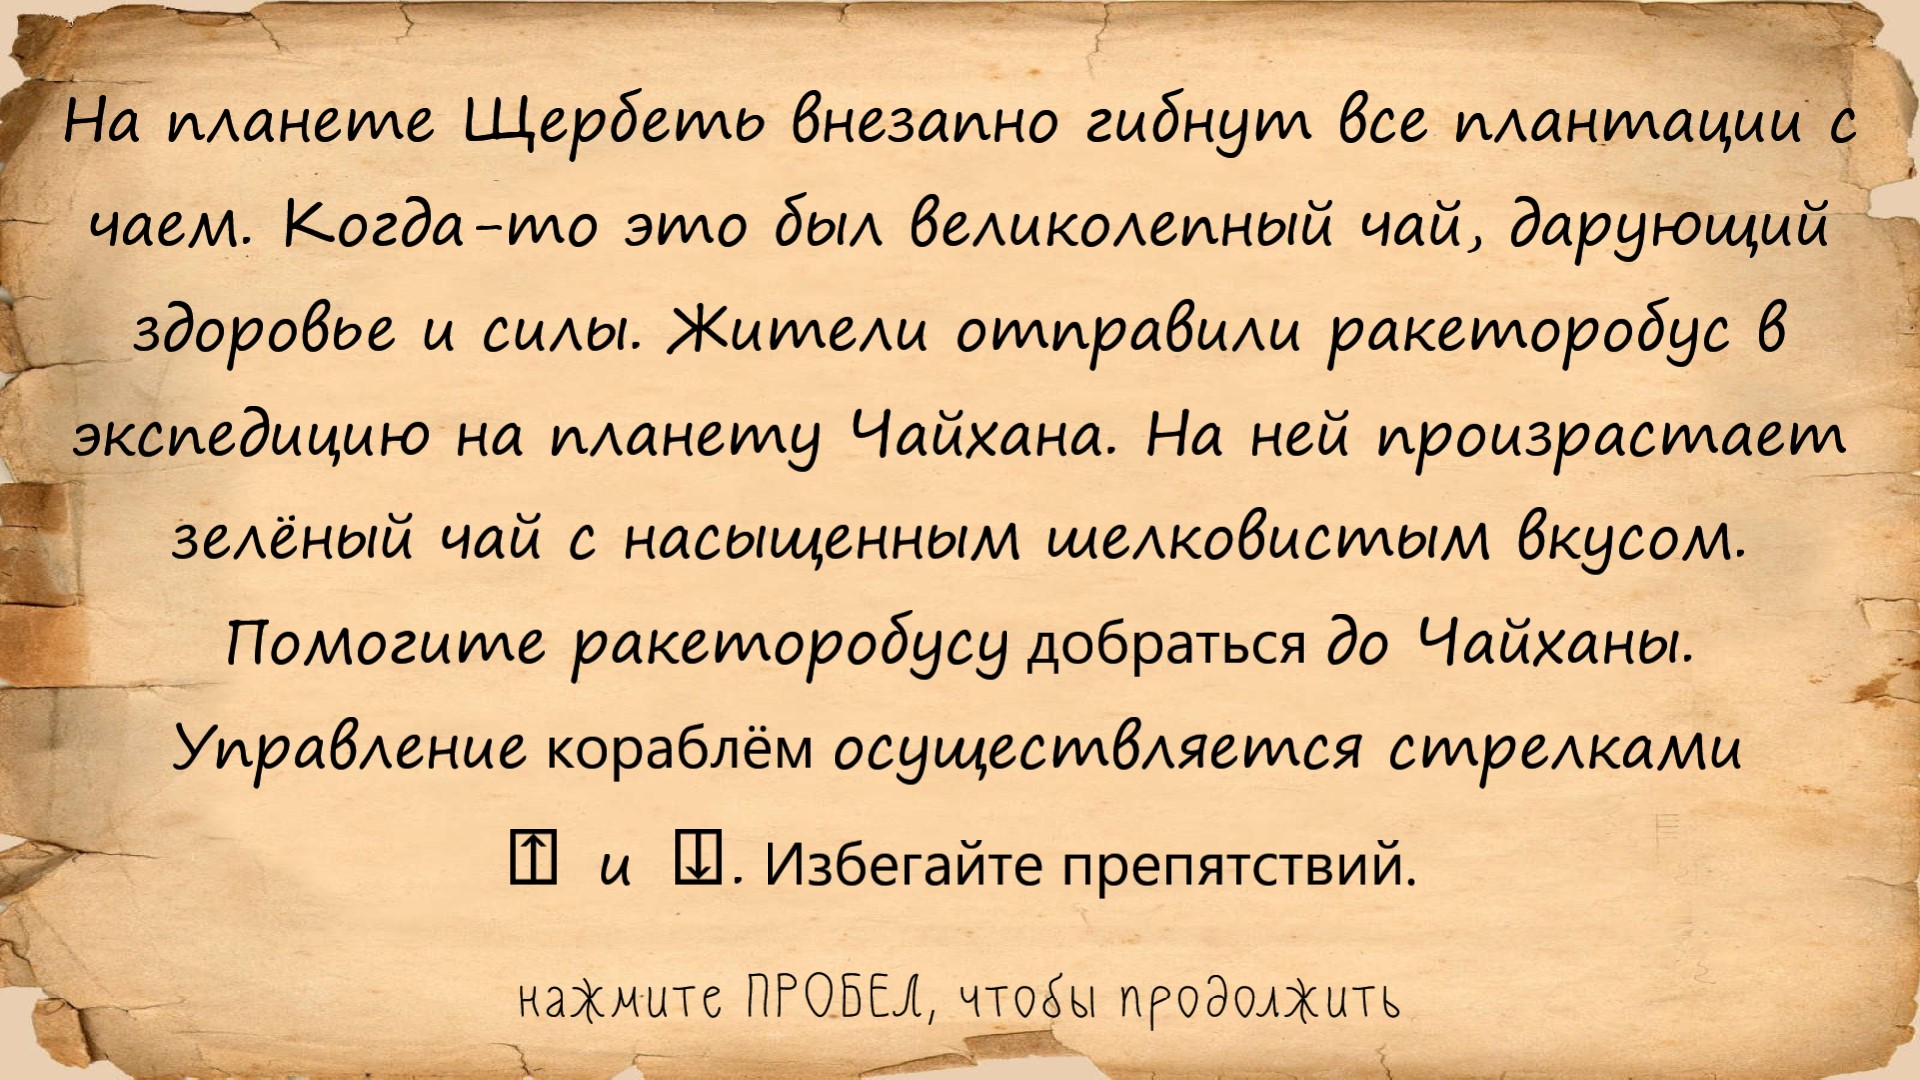 На планете Щербеть внезапно гибнут все плантации с
чаем. Когда-то это был великолепный чай, дарующий
здоровье и силы. Жители отправили ракеторобус в
экспедицию на планету Чайхана. На ней произрастает
зелёный чай с насыщенным шелковистым вкусом.
Помогите ракеторобусу добраться до Чайханы.
Управление кораблём осуществляется стрелками
⍐ и ⍗. Избегайте препятствий.
нажмите ПРОБЕЛ, чтобы продолжить